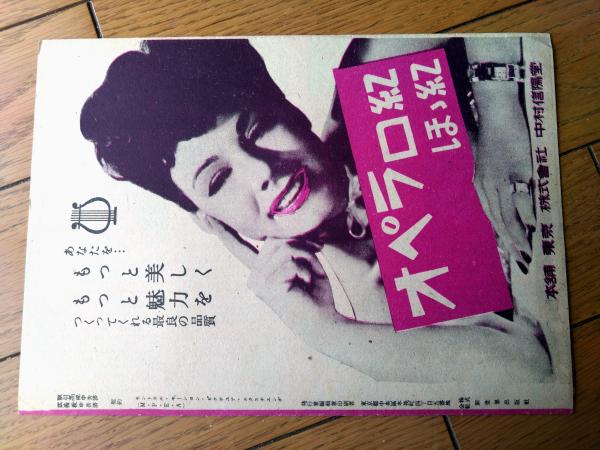 オペラ口紅
ほゝ紅
本舗 東京 株式會社 中村信陽堂
あなたを…
もっと美しく
もっと魅力を
つくってくれる最良の品質
(M・P・E・A)